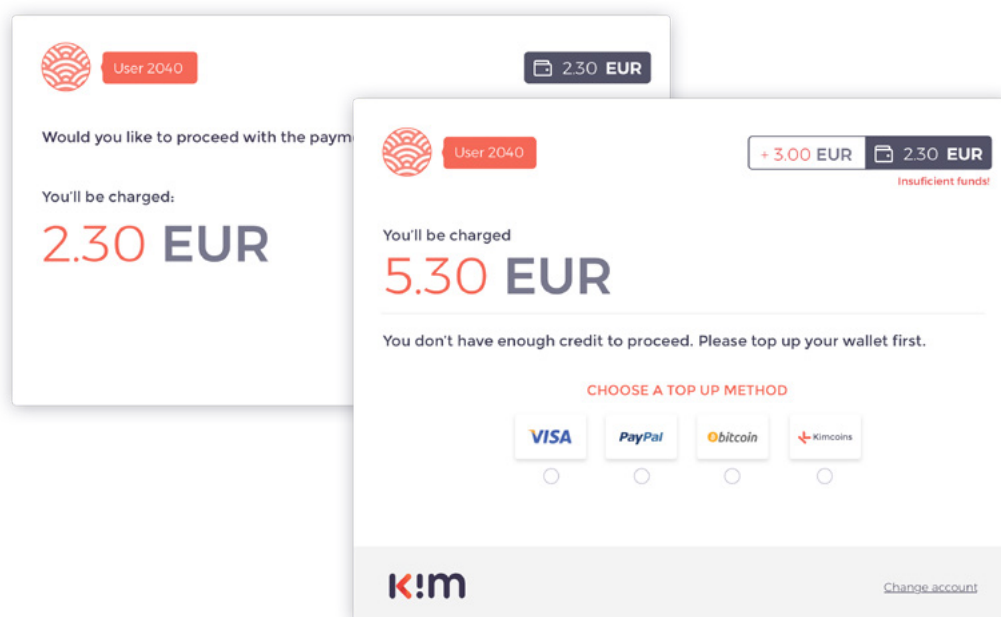 User 2040
2.30 EUR
Would you like to proceed with the
You'll be charged:
2.30 EUR
User 2040
+ 3.00 EUR
2.30 EUR
Insuficient funds!
You'll be charged
5.30 EUR
You don't have enough credit to proceed. Please top up your wallet first.
CHOOSE A TOP UP METHOD
VISA
PayPal
bitcoin
Kimcoins
k!m
Change account